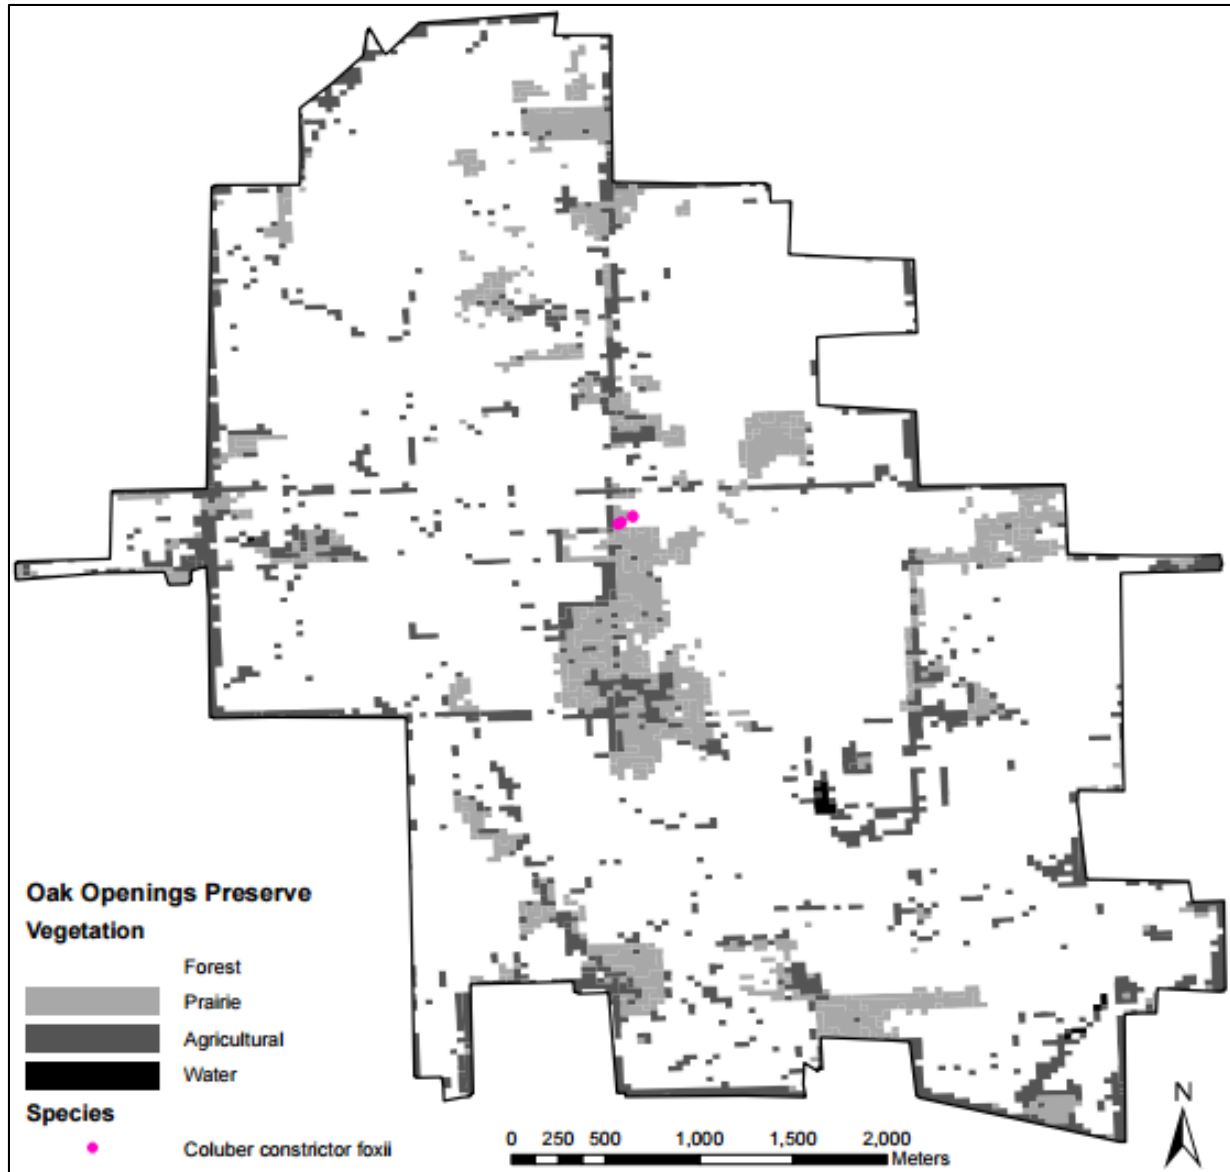 Oak Openings Preserve
Vegetation
Forest
Prairie
Agricultural
Water
Species
Coluber constrictor foxii
N
0 250 500 1,000 1,500 2,000
Meters